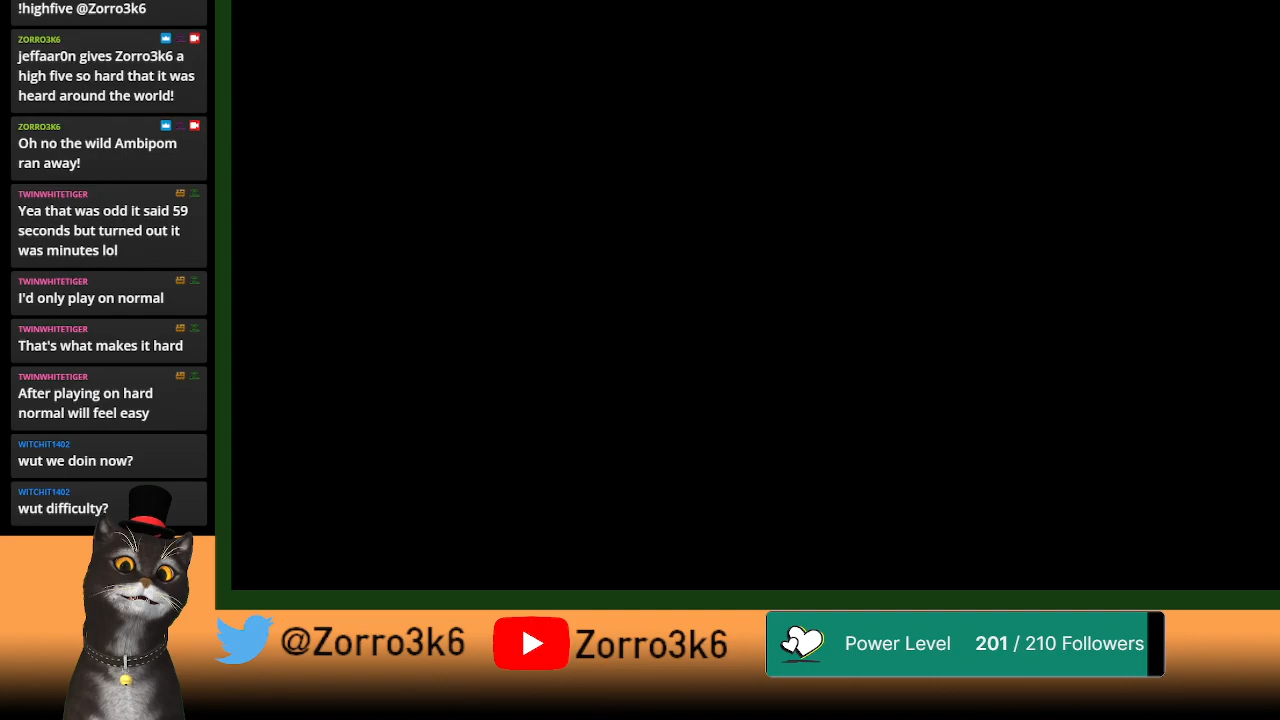 !highfive @Zorro3k6
ZORRO3K6
jeffaar0n gives Zorro3k6 a
high five so hard that it was
heard around the world!
ZORRO3K6
Oh no the wild Ambipom
ran away!
TWINWHITETIGER
Yea that was odd it said 59
seconds but turned out it
was minutes lol
TWINWHITETIGER
I'd only play on normal
TWINWHITETIGER
That's what makes it hard
TWINWHITETIGER
After playing on hard
normal will feel easy
WITCHIT1402
wut we doin now?
WITCHIT1402
wut difficulty?
@Zorro3k6
Zorro3k6
Power Level 201 / 210 Followers